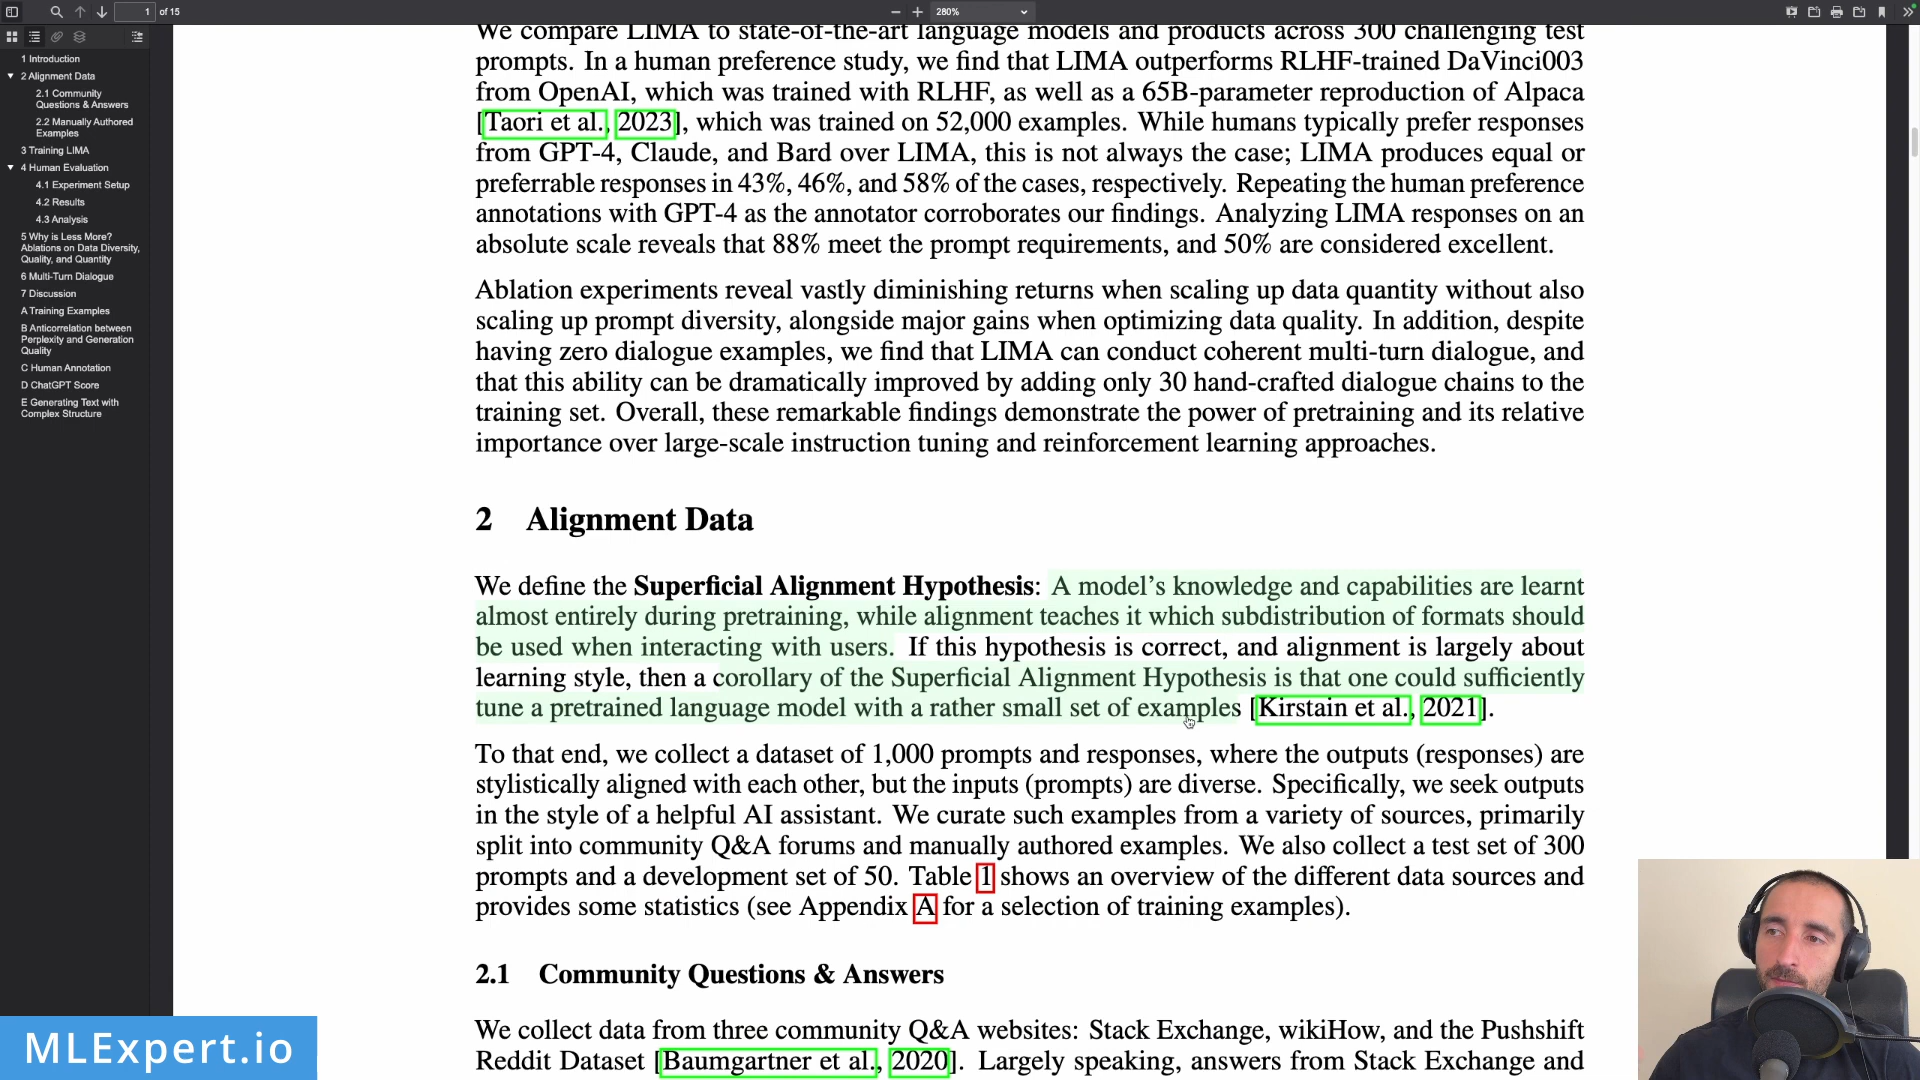 1 of 15
280%
1 Introduction
2 Alignment Data
2.1 Community
Questions & Answers
2.2 Manually Authored
Examples
3 Training LIMA
4 Human Evaluation
4.1 Experiment Setup
4.2 Results
4.3 Analysis
5 Why is Less More?
Ablations on Data Diversity,
Quality, and Quantity
6 Multi-Turn Dialogue
7 Discussion
A Training Examples
B Anticorrelation between
Perplexity and Generation
Quality
C Human Annotation
D ChatGPT Score
E Generating Text with
Complex Structure
We compare LIMA to state-of-the-art language models and products across 300 challenging test
prompts. In a human preference study, we find that LIMA outperforms RLHF-trained DaVinci003
from OpenAI, which was trained with RLHF, as well as a 65B-parameter reproduction of Alpaca
[Taori et al., 2023], which was trained on 52,000 examples. While humans typically prefer responses
from GPT-4, Claude, and Bard over LIMA, this is not always the case; LIMA produces equal or
preferrable responses in 43%, 46%, and 58% of the cases, respectively. Repeating the human preference
annotations with GPT-4 as the annotator corroborates our findings. Analyzing LIMA responses on an
absolute scale reveals that 88% meet the prompt requirements, and 50% are considered excellent.
Ablation experiments reveal vastly diminishing returns when scaling up data quantity without also
scaling up prompt diversity, alongside major gains when optimizing data quality. In addition, despite
having zero dialogue examples, we find that LIMA can conduct coherent multi-turn dialogue, and
that this ability can be dramatically improved by adding only 30 hand-crafted dialogue chains to the
training set. Overall, these remarkable findings demonstrate the power of pretraining and its relative
importance over large-scale instruction tuning and reinforcement learning approaches.
2 Alignment Data
We define the Superficial Alignment Hypothesis: A model's knowledge and capabilities are learnt
almost entirely during pretraining, while alignment teaches it which subdistribution of formats should
be used when interacting with users. If this hypothesis is correct, and alignment is largely about
learning style, then a corollary of the Superficial Alignment Hypothesis is that one could sufficiently
tune a pretrained language model with a rather small set of examples [Kirstain et al., 2021].
To that end, we collect a dataset of 1,000 prompts and responses, where the outputs (responses) are
stylistically aligned with each other, but the inputs (prompts) are diverse. Specifically, we seek outputs
in the style of a helpful AI assistant. We curate such examples from a variety of sources, primarily
split into community Q&A forums and manually authored examples. We also collect a test set of 300
prompts and a development set of 50. Table 1 shows an overview of the different data sources and
provides some statistics (see Appendix A for a selection of training examples).
2.1 Community Questions & Answers
We collect data from three community Q&A websites: Stack Exchange, wikiHow, and the Pushshift
Reddit Dataset [Baumgartner et al., 2020]. Largely speaking, answers from Stack Exchange and
MLExpert.io